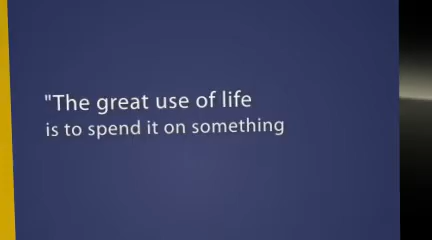 "The great use of life
is to spend it on something